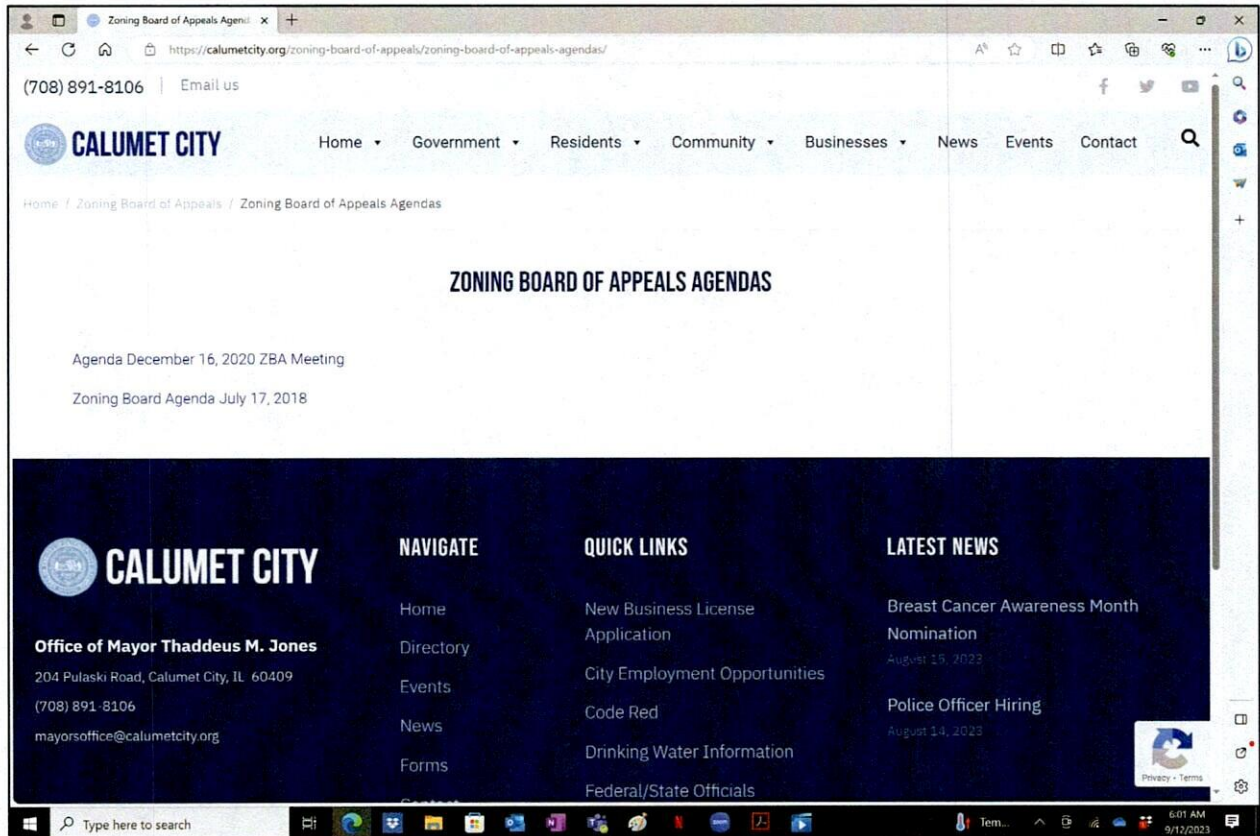 Zoning Board of Appeals Agend
https://calumetcity.org/zoning-board-of-appeals/zoning-board-of-appeals-agendas/
(708) 891-8106 | Email us
CALUMET CITY
Home Government Residents Community Businesses News Events Contact
Home / Zoning Board of Appeals / Zoning Board of Appeals Agendas
ZONING BOARD OF APPEALS AGENDAS
Agenda December 16, 2020 ZBA Meeting
Zoning Board Agenda July 17, 2018
CALUMET CITY
Office of Mayor Thaddeus M. Jones
204 Pulaski Road, Calumet City, IL 60409
(708) 891-8106
mayorsoffice@calumetcity.org
NAVIGATE
Home
Directory
Events
News
Forms
Contact
QUICK LINKS
New Business License
Application
City Employment Opportunities
Code Red
Drinking Water Information
Federal/State Officials
LATEST NEWS
Breast Cancer Awareness Month
Nomination
August 15, 2023
Police Officer Hiring
August 14, 2023
Privacy - Terms
Type here to search
Tem...
6:01 AM
9/12/2023